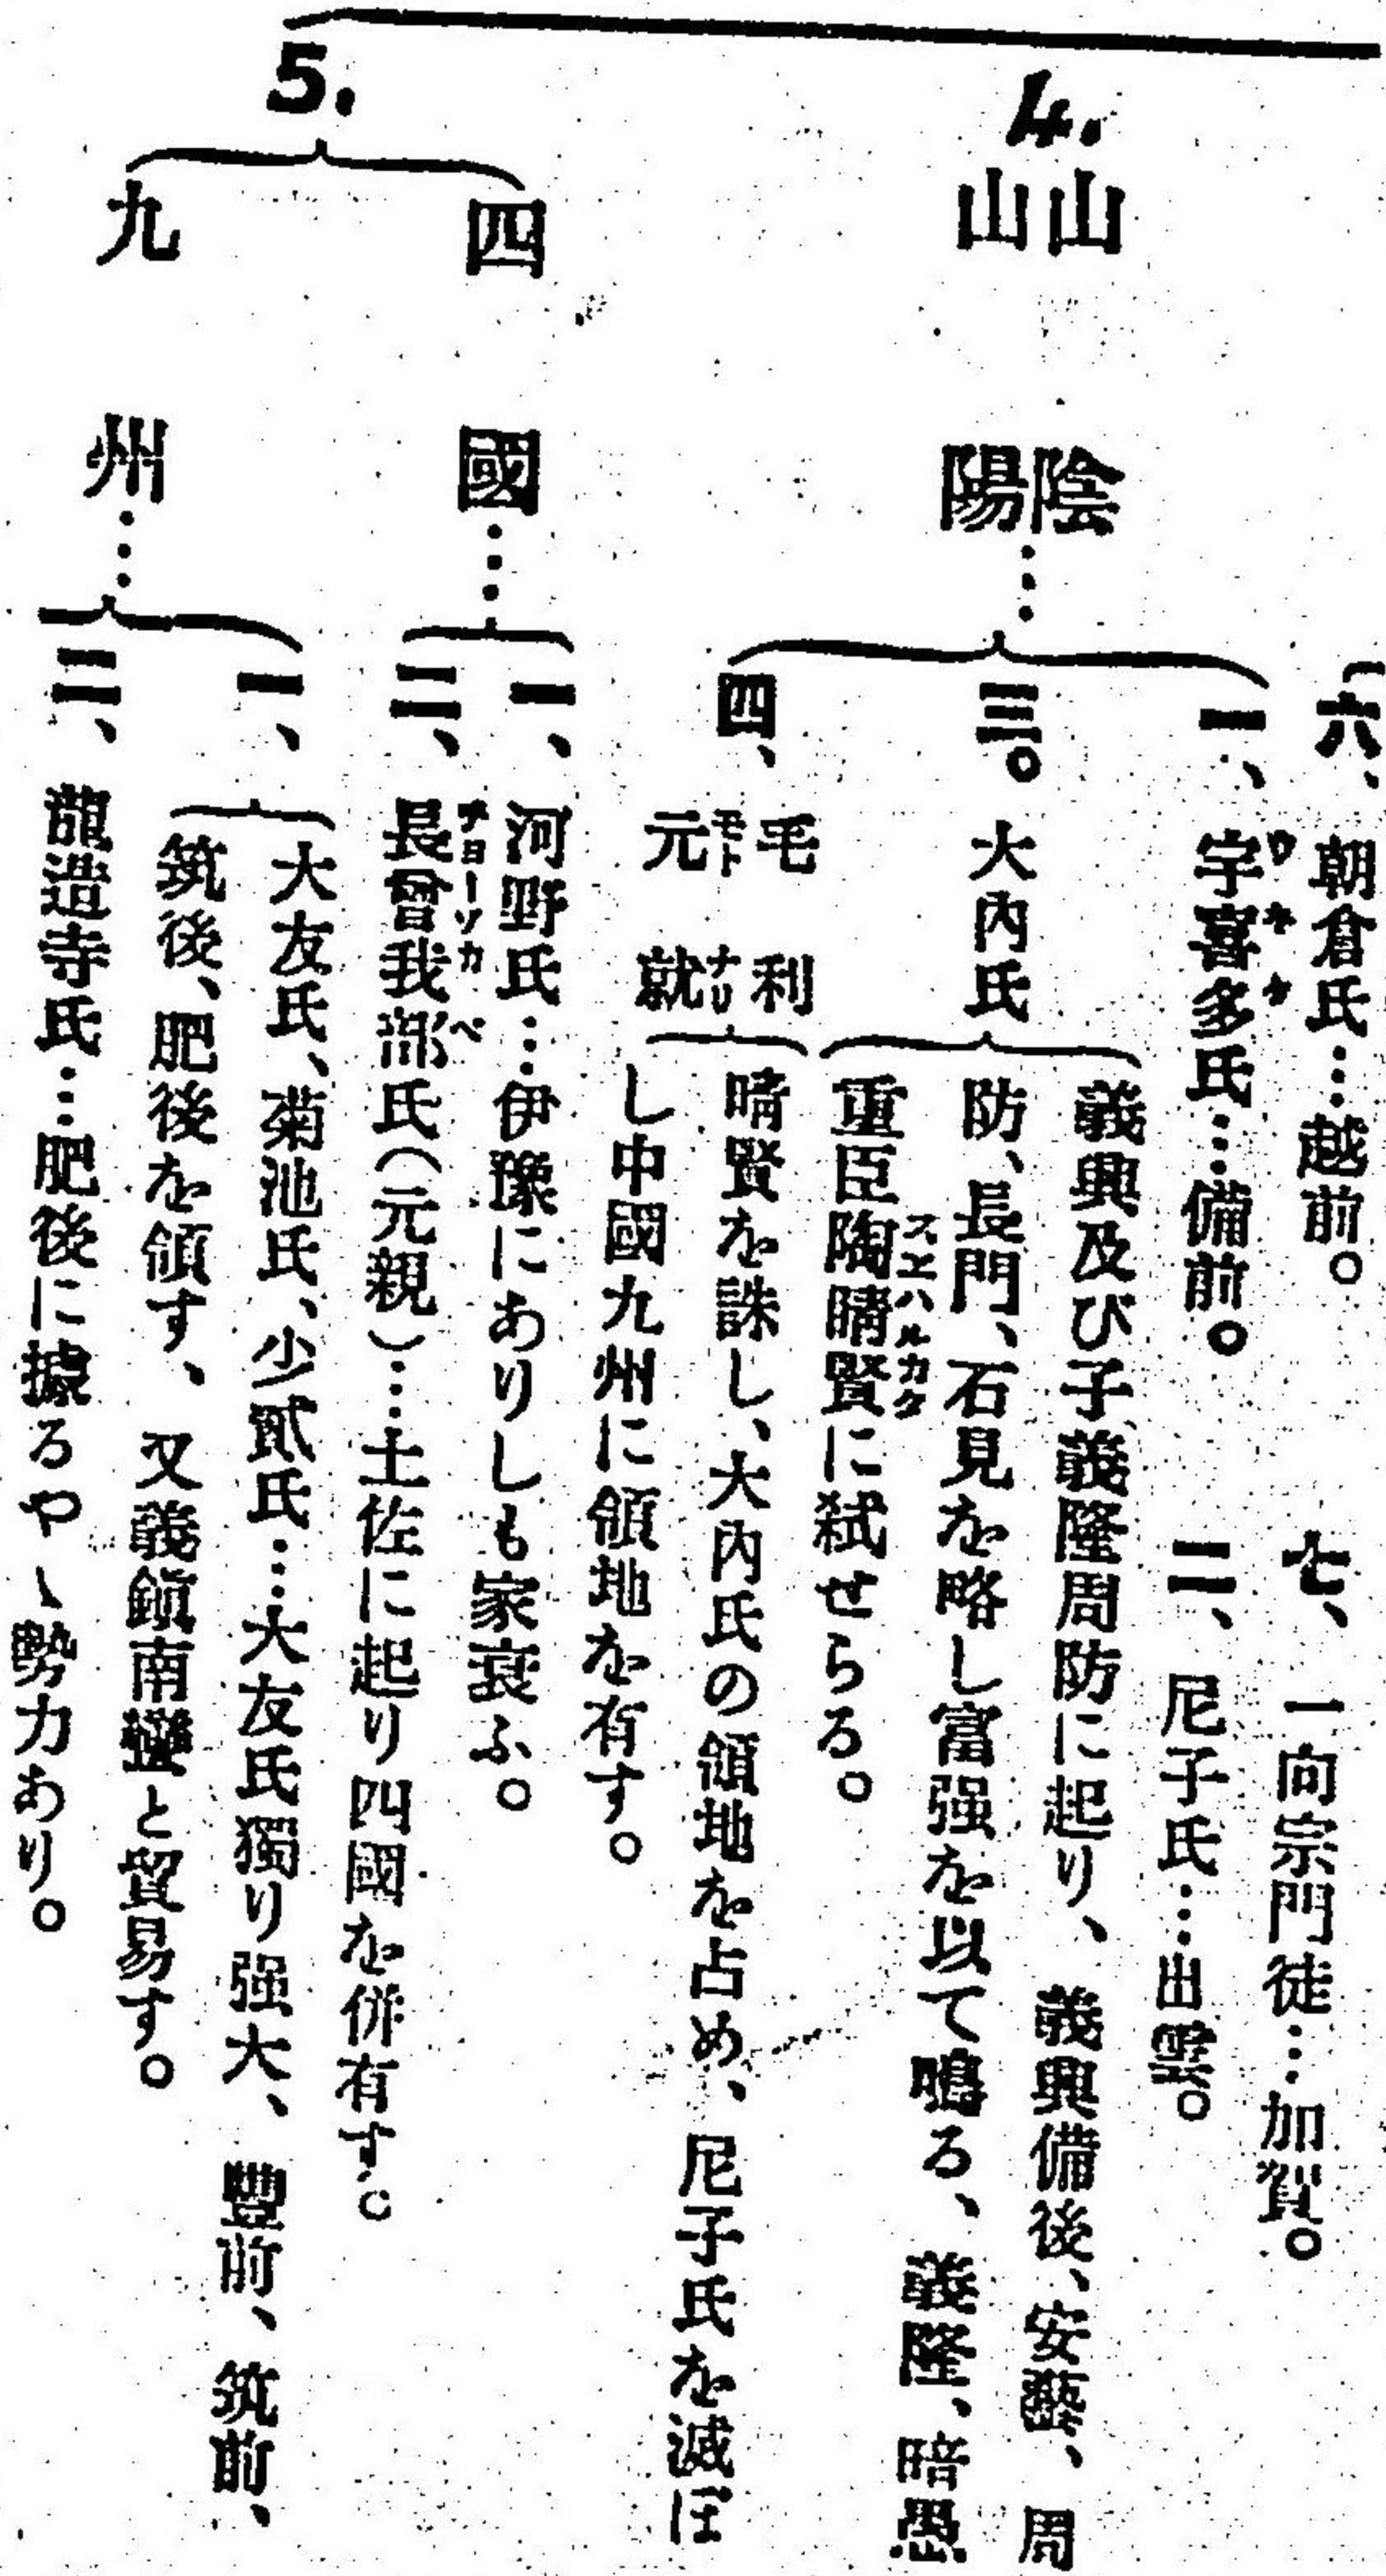 六、朝倉氏…越前。 七、一向宗門徒…加賀。
4.
山陰
山陽…
一、宇喜多氏…備前。 二、尼子氏…出雲。
三。大內氏
義興及び子義隆周防に起り、義興備後、安藝、周
防、長門、石見を略し富强を以て鳴る、義隆、暗愚
重臣陶晴賢に弑せらる。
四、毛利
元就
晴賢を誅し、大內氏の領地を占め、尼子氏を滅ぼ
し中國九州に領地を有す。
5.
四國…
一、河野氏…伊豫にありしも家衰ふ。
二、長曾我部氏(元親)…土佐に起り四國を併有す。
九州…
一、大友氏、菊池氏、少貳氏…大友氏獨り强大、豐前、筑前、
筑後、肥後を領す、又義鎭南蠻と貿易す。
二、龍造寺氏…肥後に據るやゝ勢力あり。